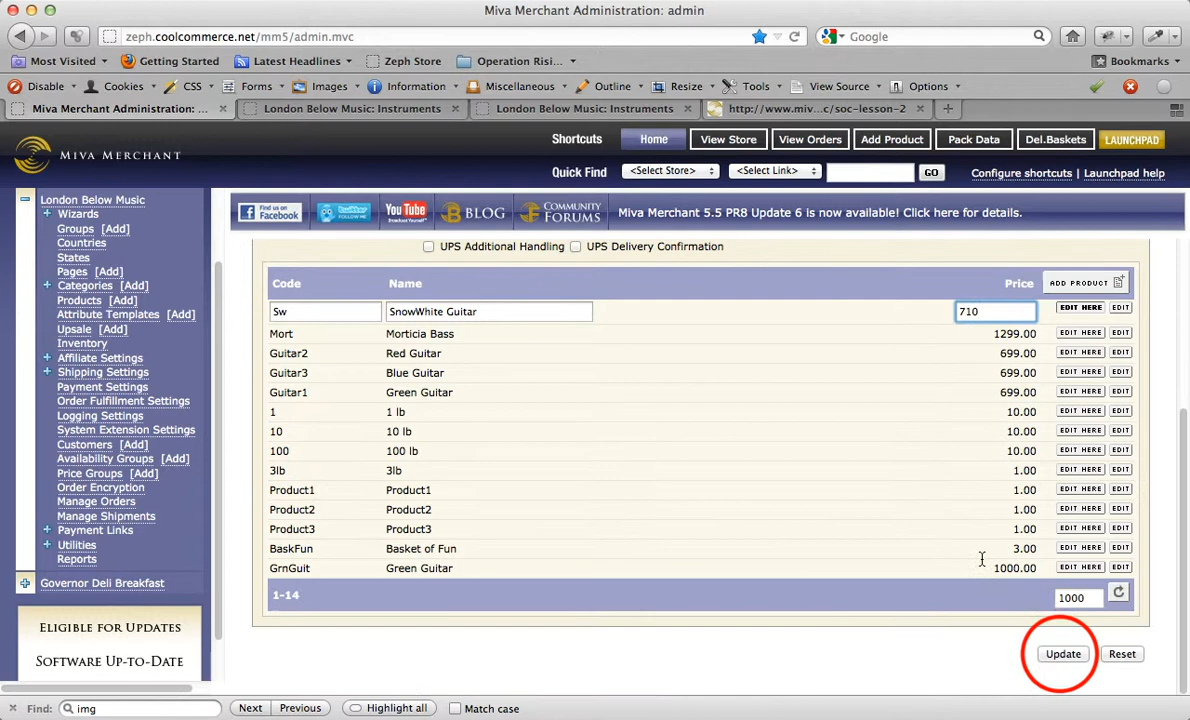 Miva Merchant Administration: admin
zeph.coolcommerce.net/mm5/admin.mvc
Google
Most Visited
Getting Started
Latest Headlines
Zeph Store
Operation Risi...
Bookmarks
Disable
Cookies
CSS
Forms
Images
Information
Miscellaneous
Outline
Resize
Tools
View Source
Options
Miva Merchant Administration: ...
London Below Music: Instruments
London Below Music: Instruments
http://www.miv...c/soc-lesson-2
MIVA MERCHANT
Shortcuts
Home
View Store
View Orders
Add Product
Pack Data
Del.Baskets
LAUNCHPAD
Quick Find
<Select Store>
<Select Link>
GO
Configure shortcuts | Launchpad help
Find us on Facebook
twitter FOLLOW ME
YouTube Broadcast Yourself
BLOG
COMMUNITY FORUMS
Miva Merchant 5.5 PR8 Update 6 is now available! Click here for details.
London Below Music
Wizards
Groups [Add]
Countries
States
Pages [Add]
Categories [Add]
Products [Add]
Attribute Templates [Add]
Upsale [Add]
Inventory
Affiliate Settings
Shipping Settings
Payment Settings
Order Fulfillment Settings
Logging Settings
System Extension Settings
Customers [Add]
Availability Groups [Add]
Price Groups [Add]
Order Encryption
Manage Orders
Manage Shipments
Payment Links
Utilities
Reports
Governor Deli Breakfast
ELIGIBLE FOR UPDATES
SOFTWARE UP-TO-DATE
UPS Additional Handling UPS Delivery Confirmation
Code Name Price ADD PRODUCT
Sw SnowWhite Guitar 710 EDIT HERE EDIT
Mort Morticia Bass 1299.00 EDIT HERE EDIT
Guitar2 Red Guitar 699.00 EDIT HERE EDIT
Guitar3 Blue Guitar 699.00 EDIT HERE EDIT
Guitar1 Green Guitar 699.00 EDIT HERE EDIT
1 1 lb 10.00 EDIT HERE EDIT
10 10 lb 10.00 EDIT HERE EDIT
100 100 lb 10.00 EDIT HERE EDIT
3lb 3lb 1.00 EDIT HERE EDIT
Product1 Product1 1.00 EDIT HERE EDIT
Product2 Product2 1.00 EDIT HERE EDIT
Product3 Product3 1.00 EDIT HERE EDIT
BaskFun Basket of Fun 3.00 EDIT HERE EDIT
GrnGuit Green Guitar 1000.00 EDIT HERE EDIT
1-14 1000
Update Reset
Find: img Next Previous Highlight all Match case